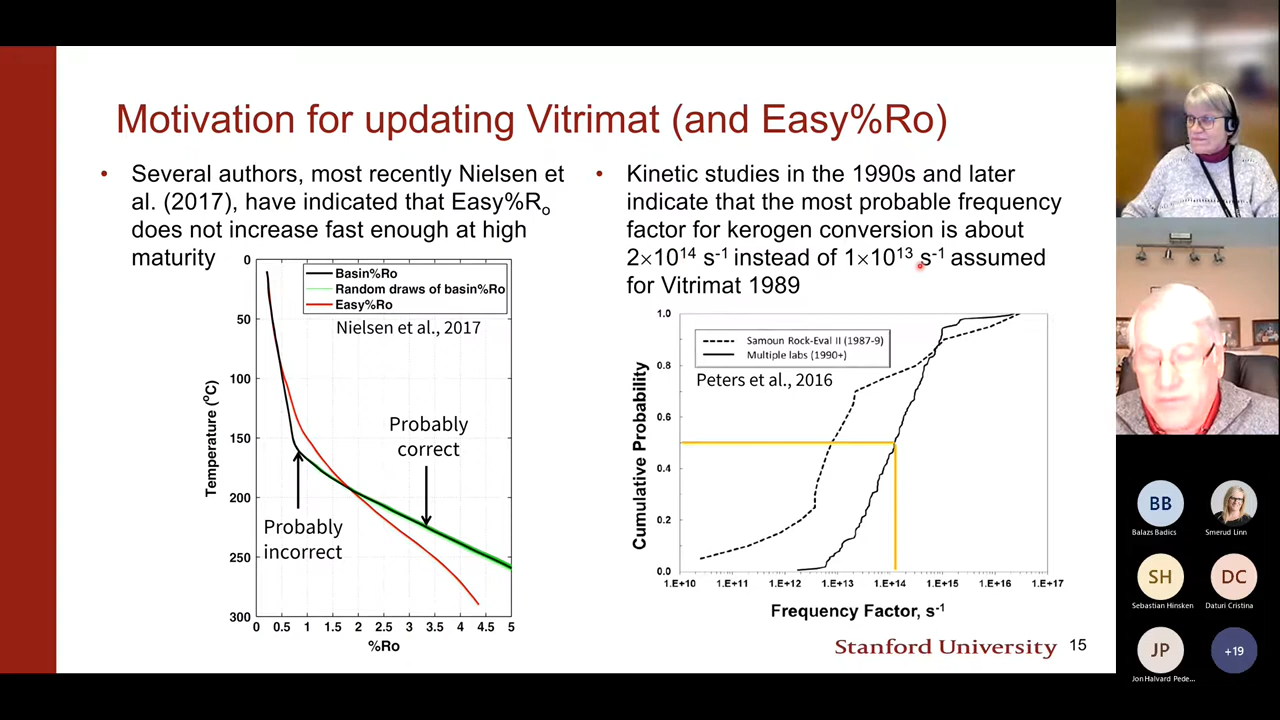 Motivation for updating Vitrimat (and Easy%Ro)
• Several authors, most recently Nielsen et
al. (2017), have indicated that Easy%Ro
does not increase fast enough at high
maturity
• Kinetic studies in the 1990s and later
indicate that the most probable frequency
factor for kerogen conversion is about
2×10¹⁴ s⁻¹ instead of 1×10¹³ s⁻¹ assumed
for Vitrimat 1989
Basin%Ro
Random draws of basin%Ro
Easy%Ro
Nielsen et al., 2017
Probably
correct
Probably
incorrect
Temperature (°C)
0
50
100
150
200
250
300
0 0.5 1 1.5 2 2.5 3 3.5 4 4.5 5
%Ro
Samoun Rock-Eval II (1987-9)
Multiple labs (1990+)
Peters et al., 2016
Cumulative Probability
1.0
0.8
0.6
0.4
0.2
0.0
1.E+10 1.E+11 1.E+12 1.E+13 1.E+14 1.E+15 1.E+16 1.E+17
Frequency Factor, s⁻¹
Stanford University 15
BB
Balazs Badics
Smerud Linn
SH
Sebastian Hinsken
DC
Daturi Cristina
JP
Jon Halvard Pede...
+19